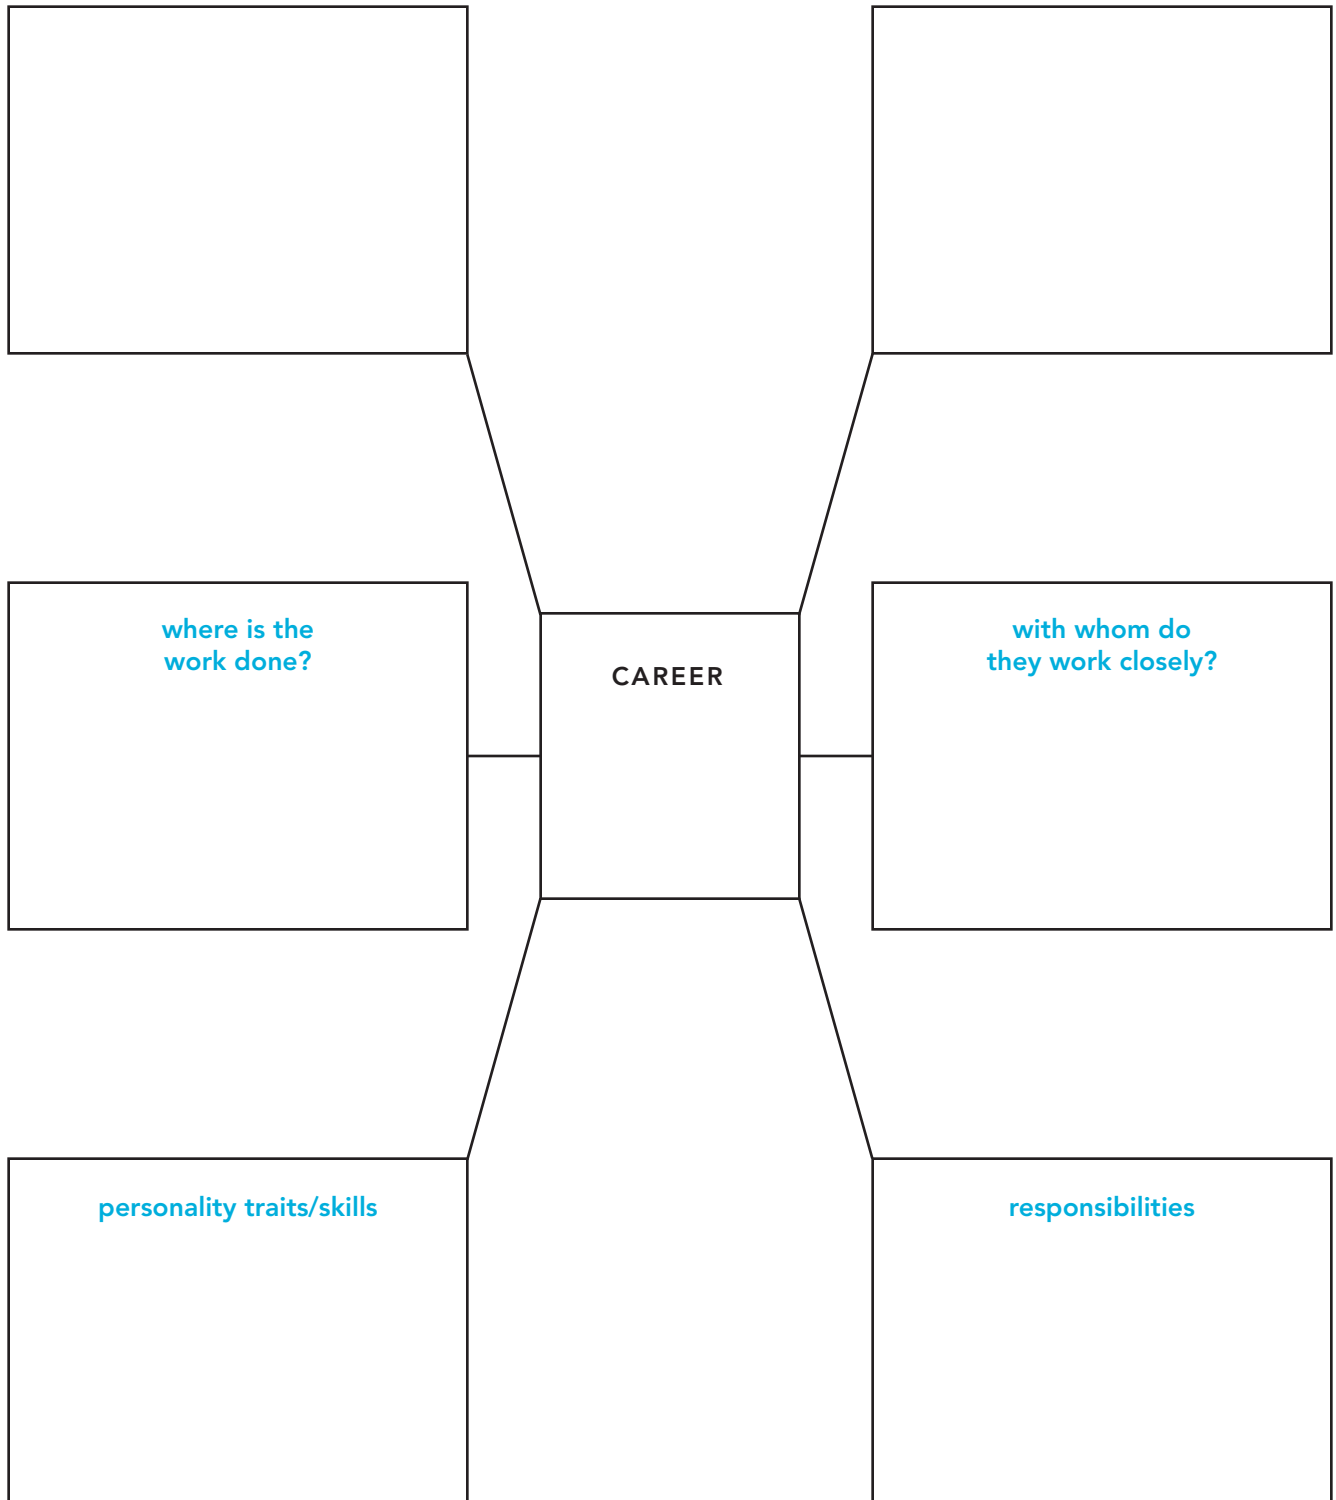 where is the
work done?
CAREER
with whom do
they work closely?
personality traits/skills
responsibilities